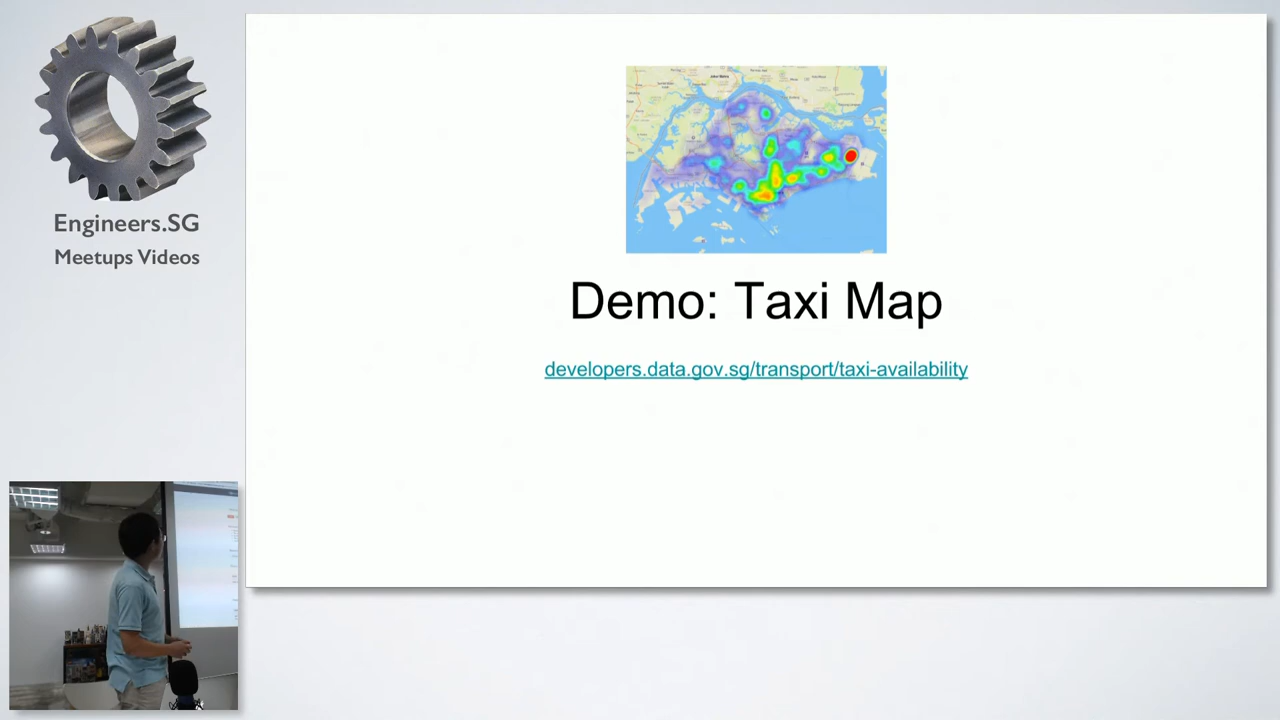 Engineers.SG
Meetups Videos
Demo: Taxi Map
developers.data.gov.sg/transport/taxi-availability